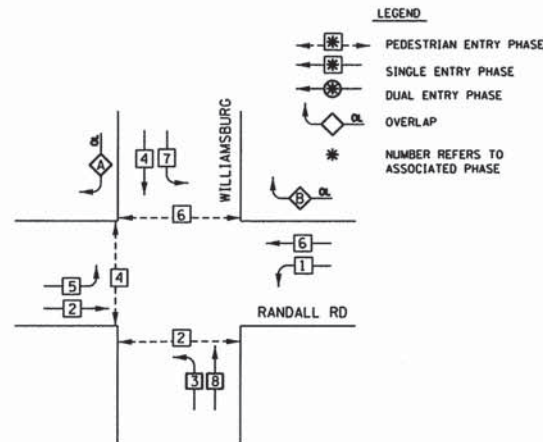 LEGEND
* PEDESTRIAN ENTRY PHASE
* SINGLE ENTRY PHASE
* DUAL ENTRY PHASE
OL OVERLAP
* NUMBER REFERS TO
ASSOCIATED PHASE
WILLIAMSBURG
OL
A
4 7
B OL
6
6
1
4
5
2
RANDALL RD
2
3 8